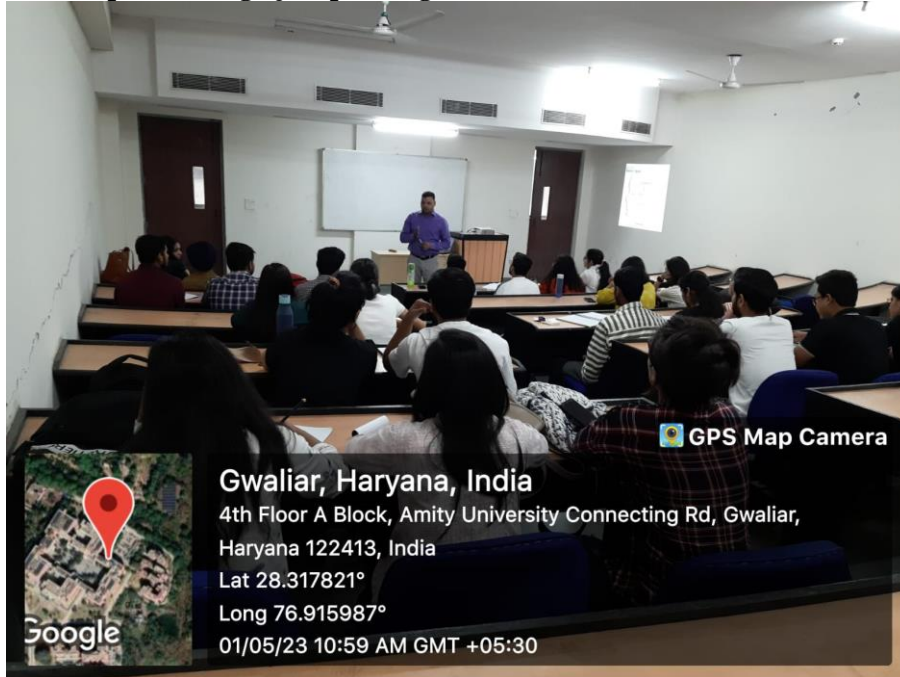 GPS Map Camera
Gwaliar, Haryana, India
4th Floor A Block, Amity University Connecting Rd, Gwaliar,
Haryana 122413, India
Lat 28.317821°
Long 76.915987°
01/05/23 10:59 AM GMT +05:30
Google